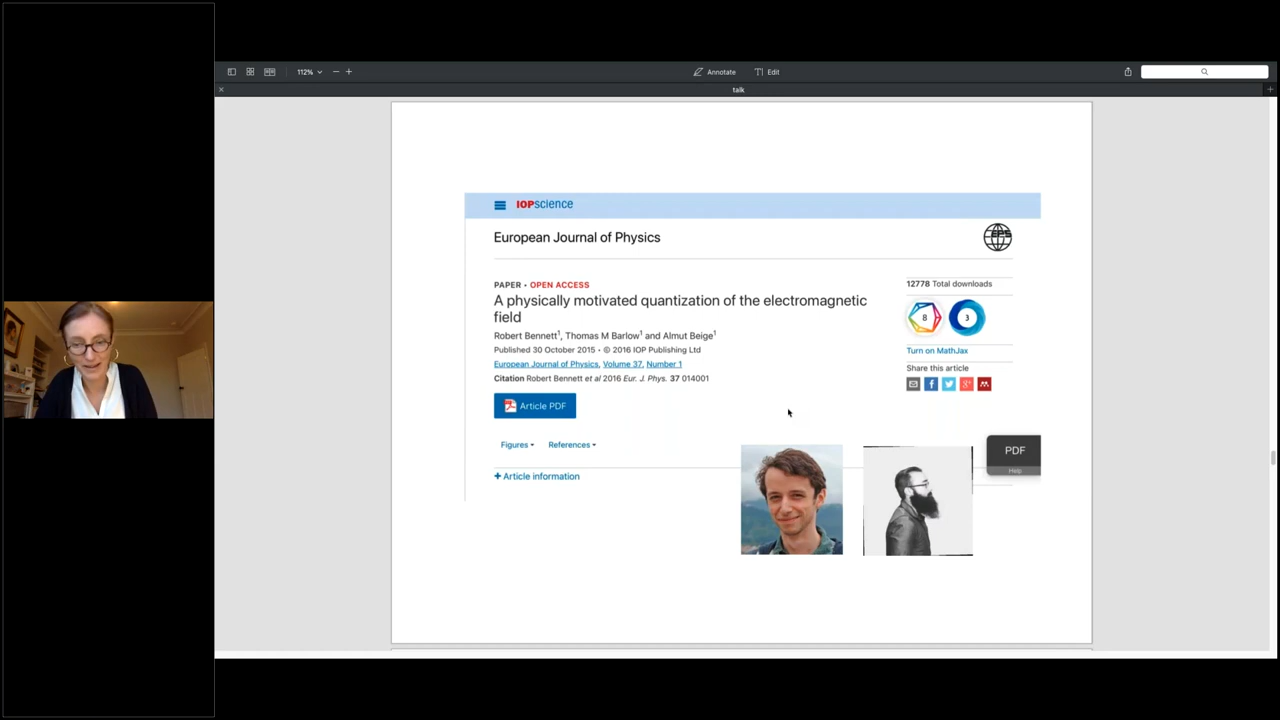 112%
Annotate
Edit
talk
IOPscience
European Journal of Physics
EPS
PAPER • OPEN ACCESS
A physically motivated quantization of the electromagnetic
field
Robert Bennett1, Thomas M Barlow1 and Almut Beige1
Published 30 October 2015 • © 2016 IOP Publishing Ltd
European Journal of Physics, Volume 37, Number 1
Citation Robert Bennett et al 2016 Eur. J. Phys. 37 014001
Article PDF
Figures
References
+ Article information
12778 Total downloads
8
3
Turn on MathJax
Share this article
PDF
Help